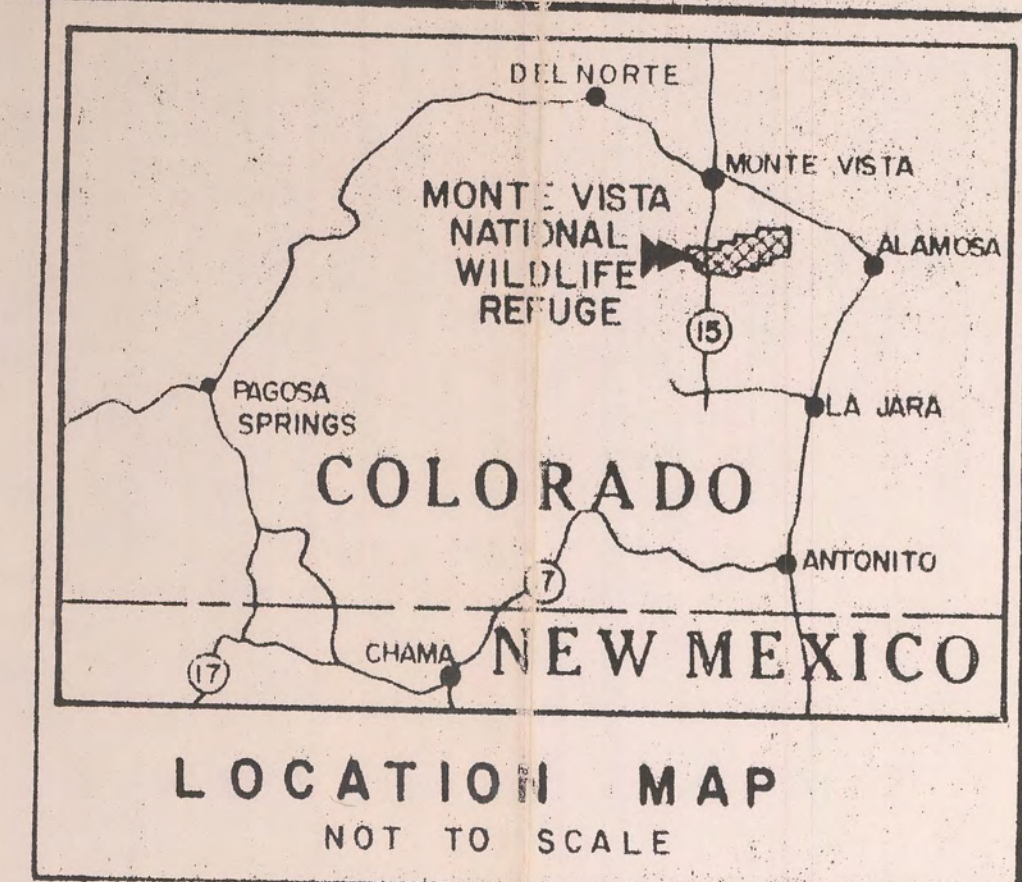 DEL NORTE
MONTE VISTA
MONTE VISTA
NATIONAL
WILDLIFE
REFUGE
ALAMOSA
15
PAGOSA
SPRINGS
LA JARA
COLORADO
ANTONITO
7
CHAMA
NEW MEXICO
17
LOCATION MAP
NOT TO SCALE